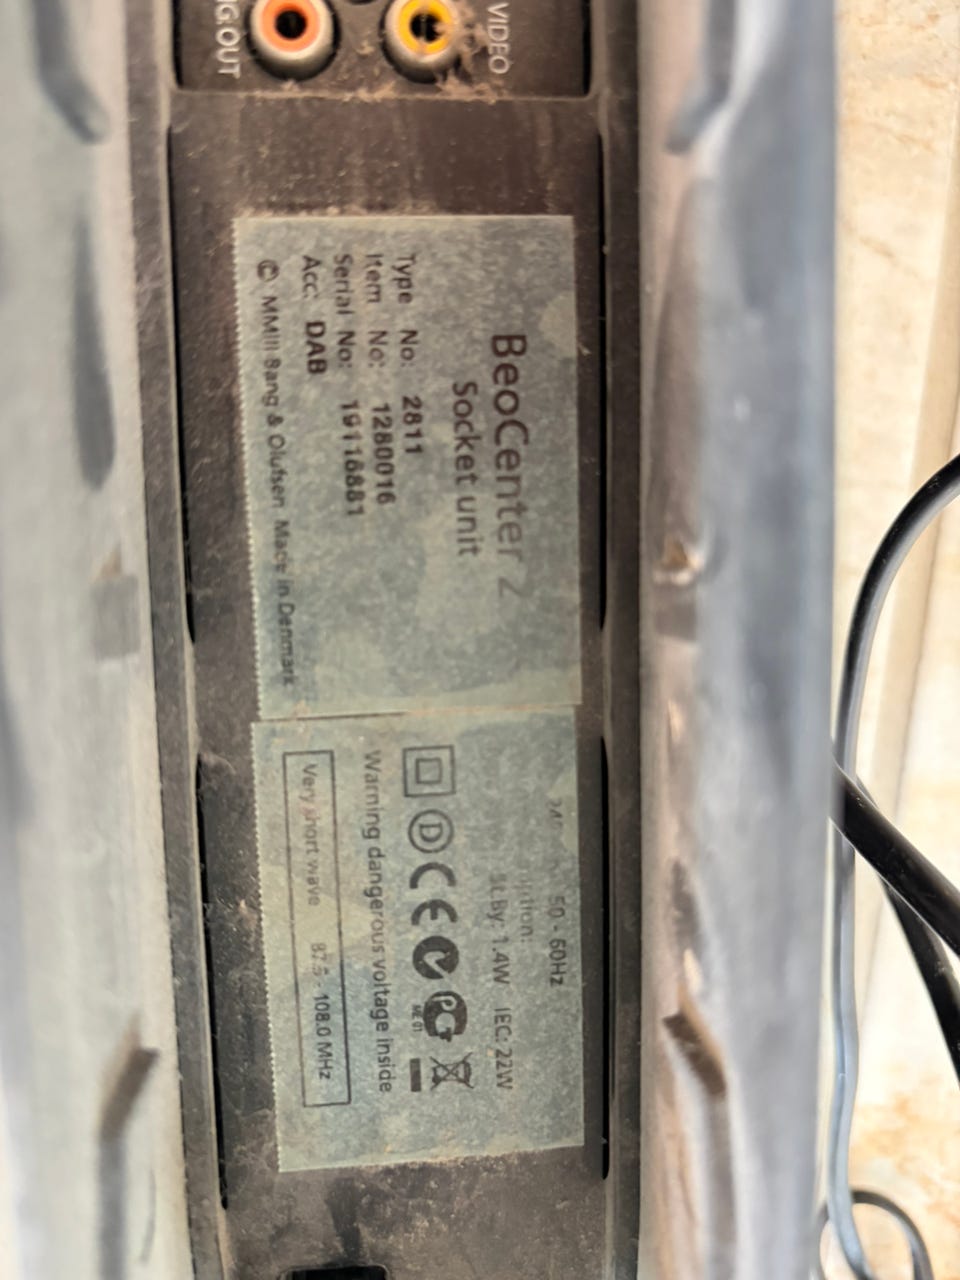 VIDEO
BeoCenter 2
Socket unit
Type No: 2811
Item No: 1280016
Serial No: 19116881
Acc. DAB
© MMIII Bang & Olufsen Made in Denmark
50 - 60Hz
St.By: 1.4W IEC: 22W
D CE
Warning dangerous voltage inside
Very short wave 87.5 - 108.0 MHz